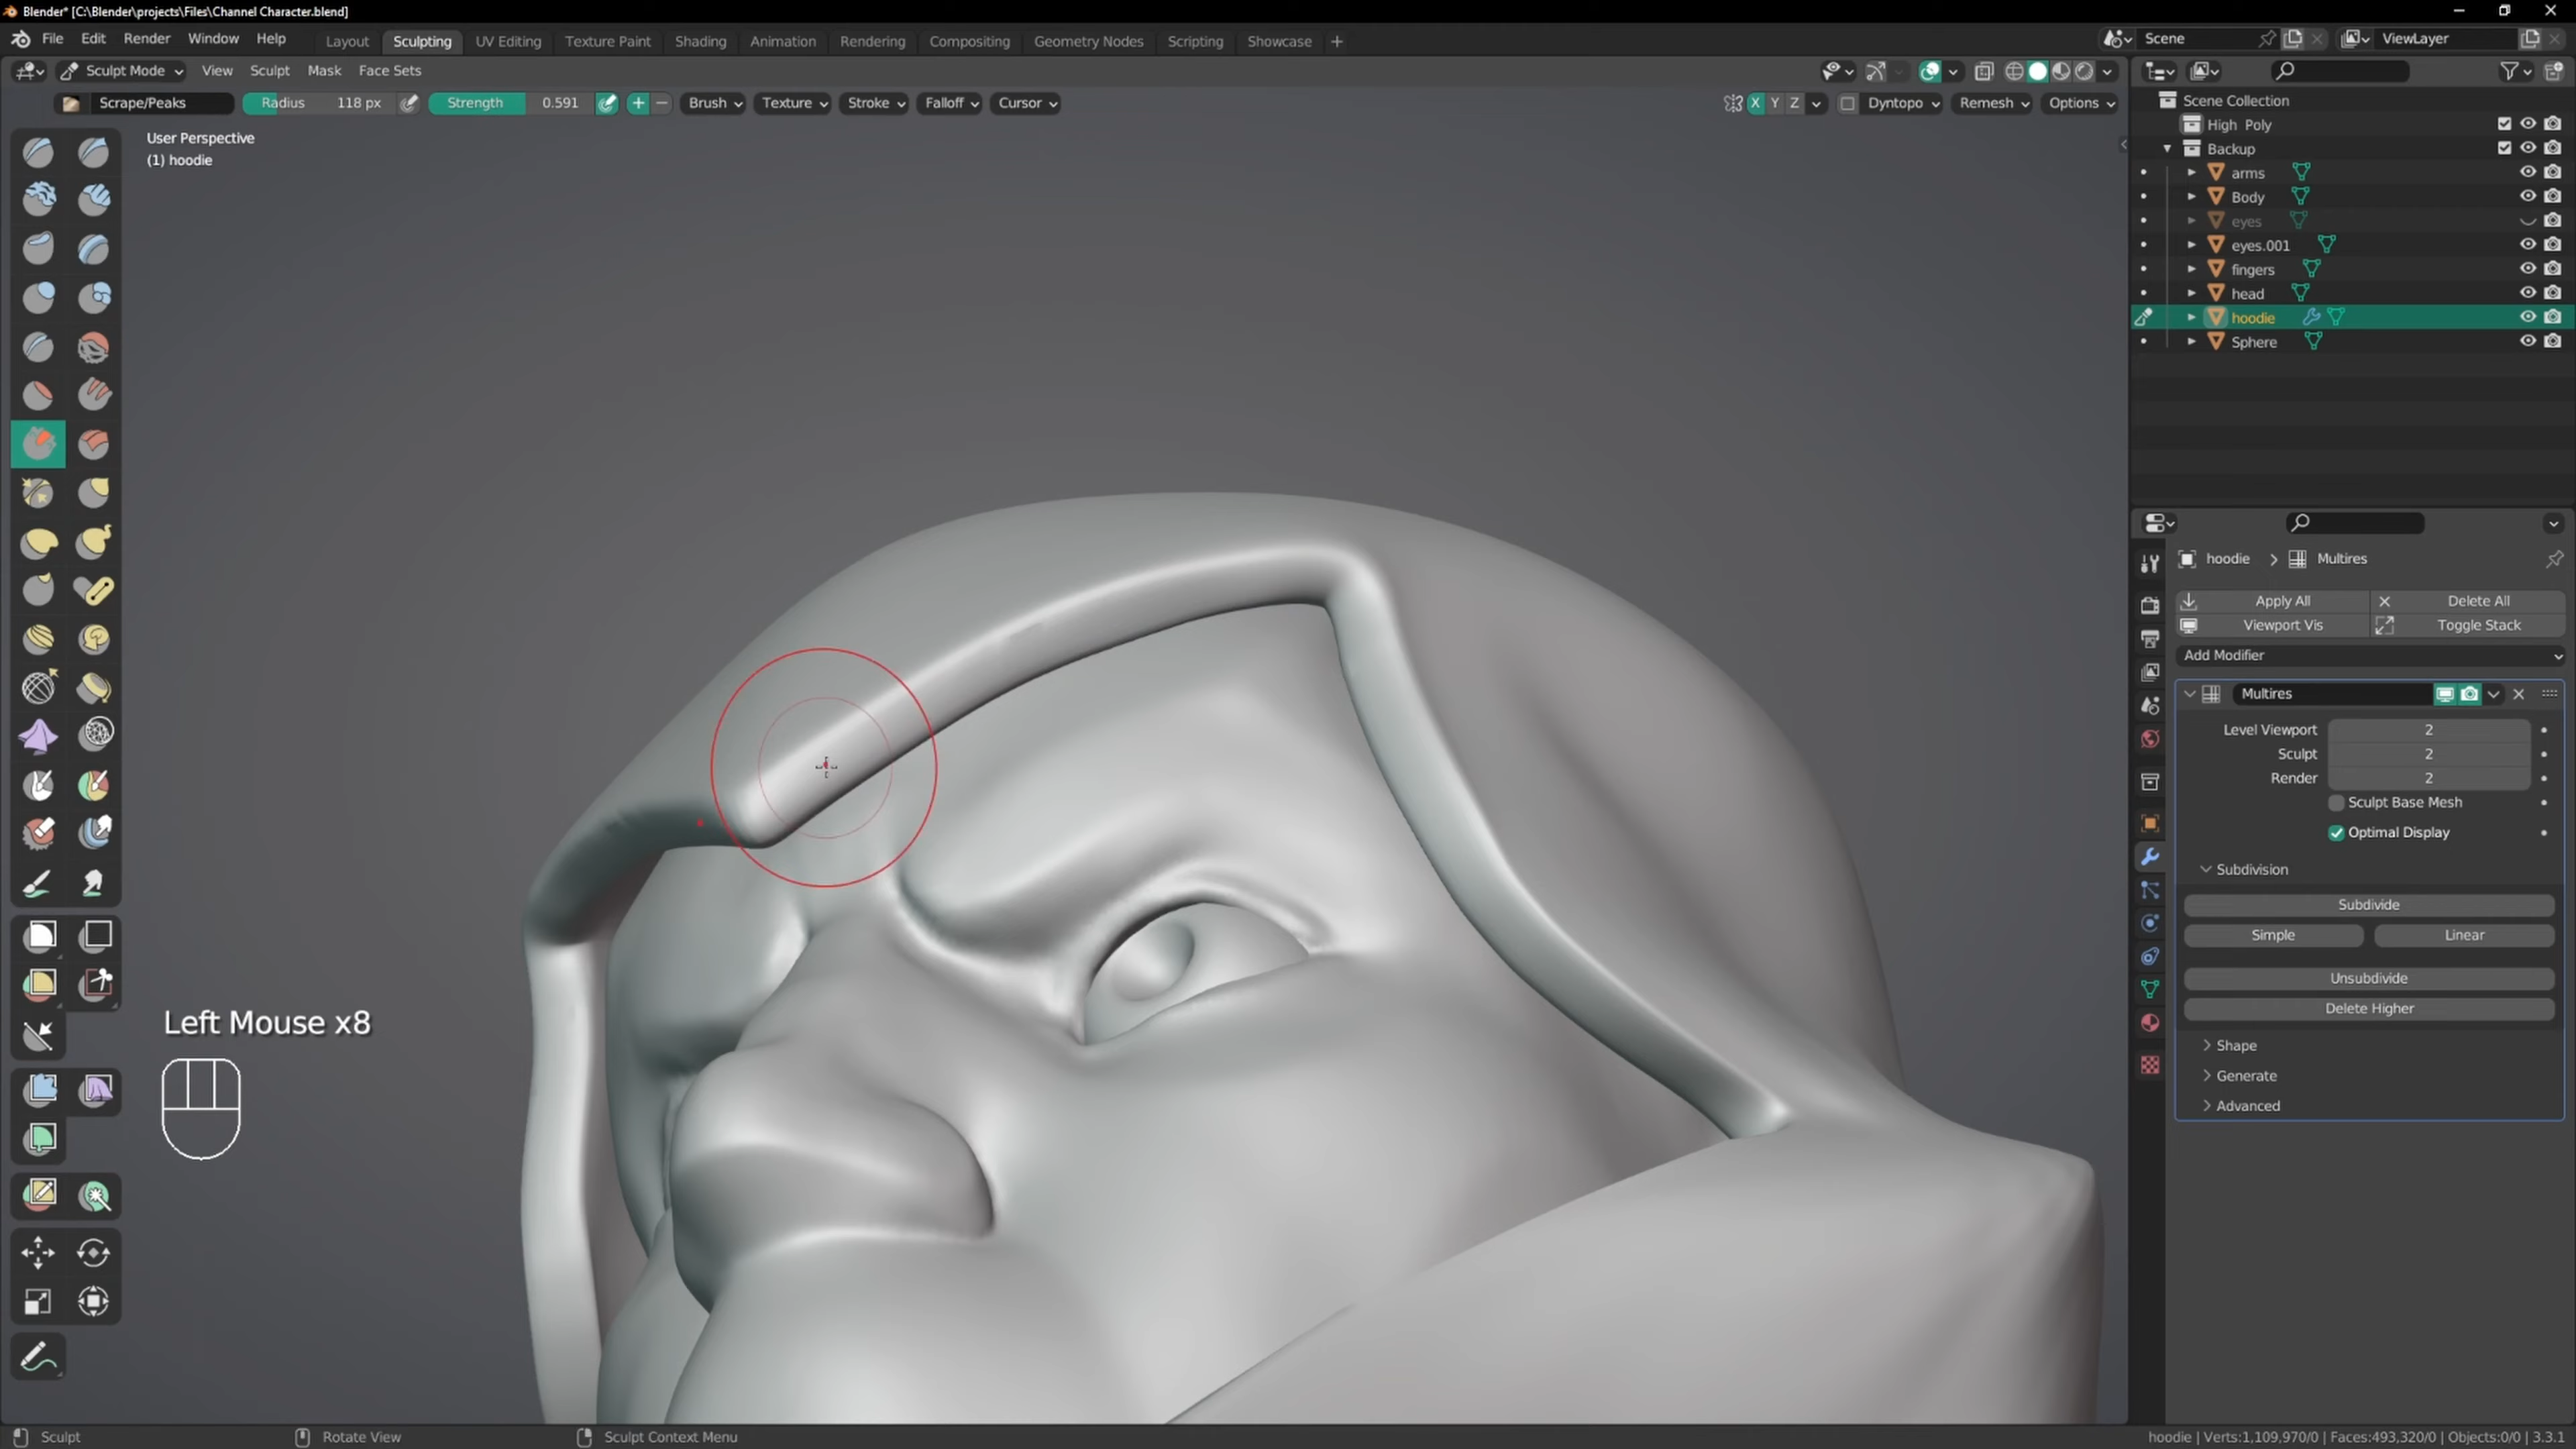 Blender* [C:\Blender\projects\Files\Channel Character.blend]
File Edit Render Window Help Layout Sculpting UV Editing Texture Paint Shading Animation Rendering Compositing Geometry Nodes Scripting Showcase + Scene ViewLayer
Sculpt Mode View Sculpt Mask Face Sets
Scrape/Peaks Radius 118 px Strength 0.591 Brush Texture Stroke Falloff Cursor X Y Z Dyntopo Remesh Options
User Perspective
(1) hoodie
Scene Collection
High Poly
Backup
arms
Body
eyes
eyes.001
fingers
head
hoodie
Sphere
hoodie > Multires
Apply All Delete All
Viewport Vis Toggle Stack
Add Modifier
Multires
Level Viewport 2
Sculpt 2
Render 2
Sculpt Base Mesh
Optimal Display
Subdivision
Subdivide
Simple Linear
Unsubdivide
Delete Higher
Shape
Generate
Advanced
Left Mouse x8
Sculpt Rotate View Sculpt Context Menu hoodie | Verts:1,109,970/0 | Faces:493,320/0 | Objects:0/0 | 3.3.1